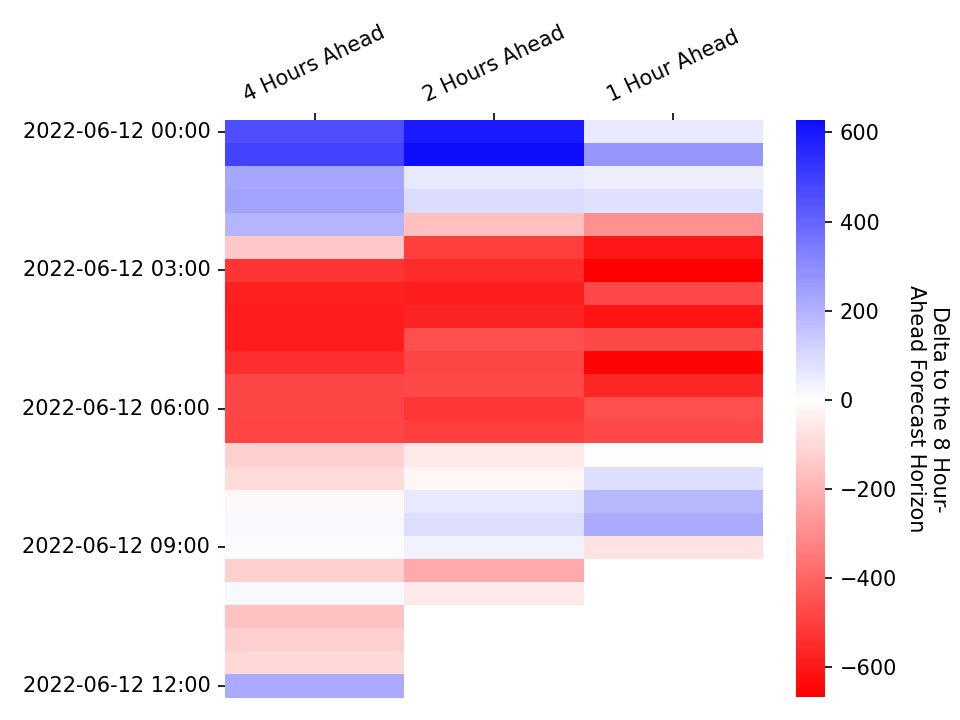 4 Hours Ahead
2 Hours Ahead
1 Hour Ahead
2022-06-12 00:00
2022-06-12 03:00
2022-06-12 06:00
2022-06-12 09:00
2022-06-12 12:00
600
400
200
0
−200
−400
−600
Delta to the 8 Hour-
Ahead Forecast Horizon